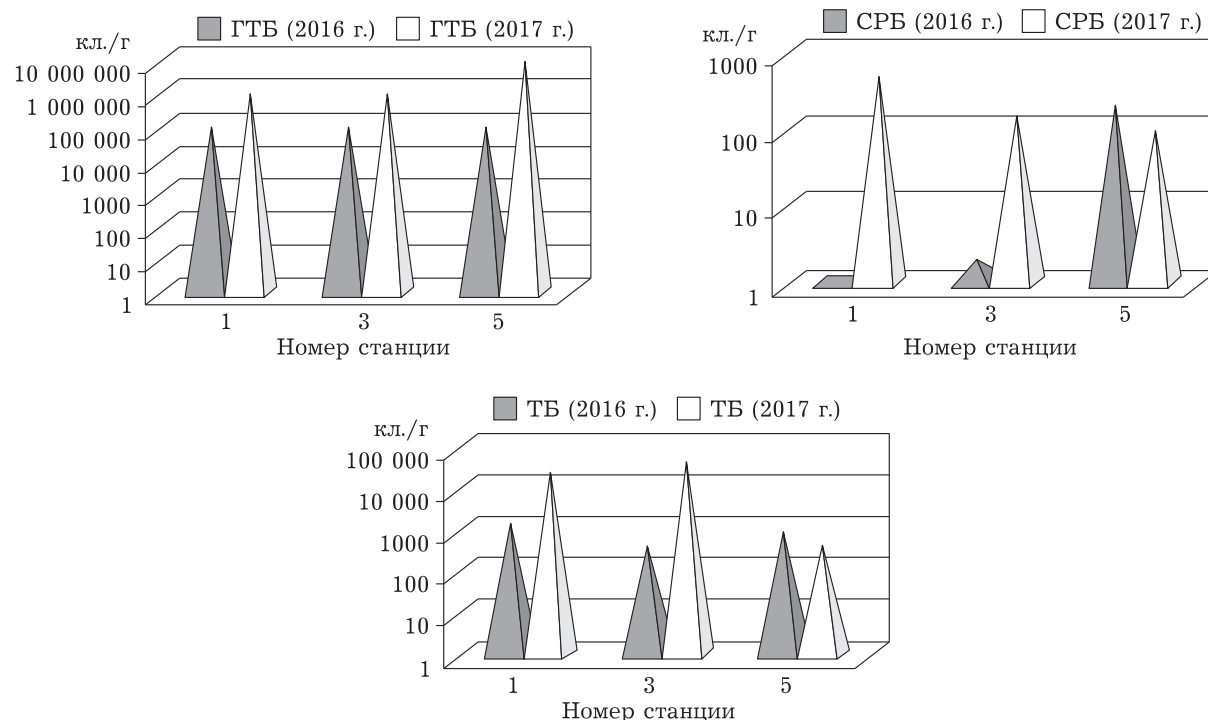 ГТБ (2016 г.) ГТБ (2017 г.)
кл./г
10 000 000
1 000 000
100 000
10 000
1000
100
10
1
1 3 5
Номер станции
СРБ (2016 г.) СРБ (2017 г.)
кл./г
1000
100
10
1
1 3 5
Номер станции
ТБ (2016 г.) ТБ (2017 г.)
кл./г
100 000
10 000
1000
100
10
1
1 3 5
Номер станции